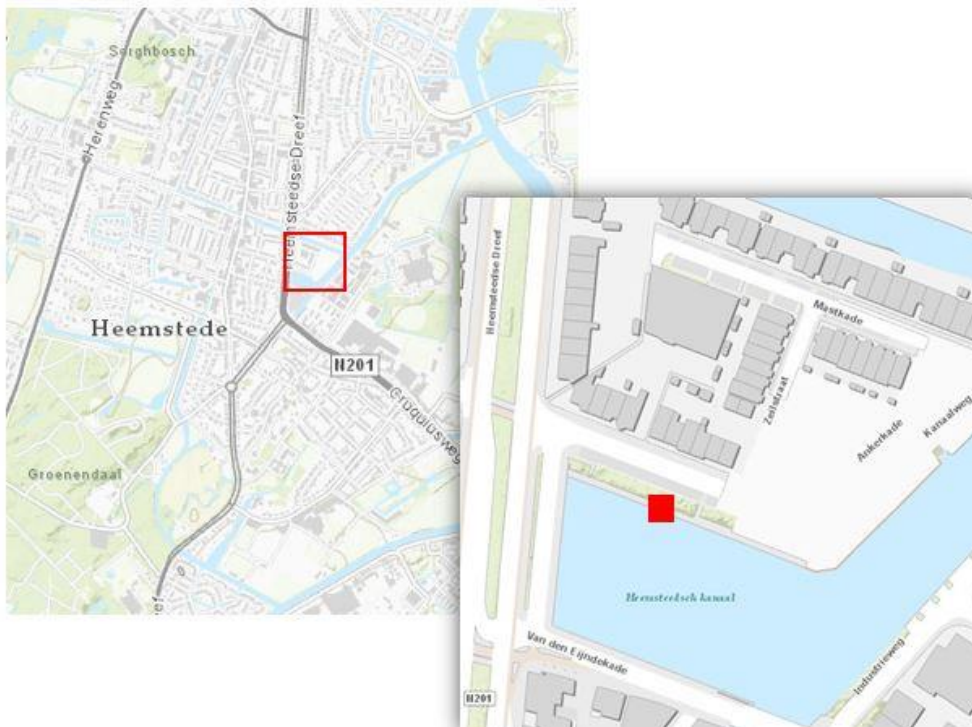 Sorghbosch
Herenweg
Heemsteedse Dreef
Heemstede
N201
Cruquiusweg
Groenendaal
Heemsteedse Dreef
Mastkade
Zeilstraat
Ankerkade
Kanaalweg
Heemsteedsch kanaal
Van den Eijndekade
Industrieweg
N201